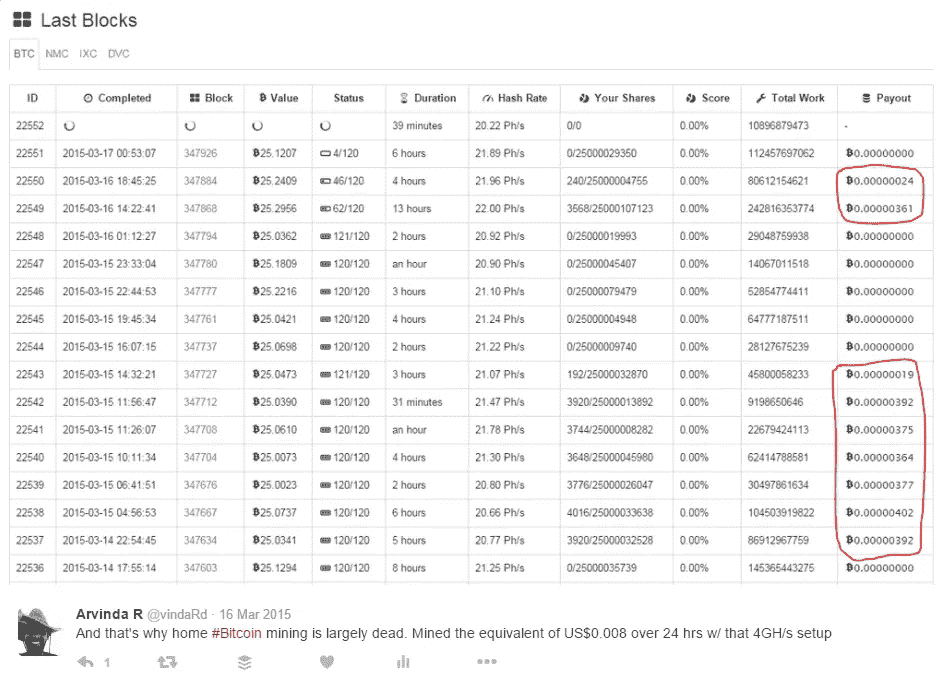 Last Blocks
BTC NMC IXC DVC
ID Completed Block Ƀ Value Status Duration Hash Rate Your Shares Score Total Work Payout
22552 39 minutes 20.22 Ph/s 0/0 0.00% 10896879473 -
22551 2015-03-17 00:53:07 347926 Ƀ25.1207 4/120 6 hours 21.89 Ph/s 0/25000029350 0.00% 112457697062 Ƀ0.00000000
22550 2015-03-16 18:45:25 347884 Ƀ25.2409 46/120 4 hours 21.96 Ph/s 240/25000004755 0.00% 80612154621 Ƀ0.00000024
22549 2015-03-16 14:22:41 347868 Ƀ25.2956 62/120 13 hours 22.00 Ph/s 3568/25000107123 0.00% 242816353774 Ƀ0.00000361
22548 2015-03-16 01:12:27 347794 Ƀ25.0362 121/120 2 hours 20.92 Ph/s 0/25000019993 0.00% 29048759938 Ƀ0.00000000
22547 2015-03-15 23:33:04 347780 Ƀ25.1809 120/120 an hour 20.90 Ph/s 0/25000045407 0.00% 14067011518 Ƀ0.00000000
22546 2015-03-15 22:44:53 347777 Ƀ25.2216 120/120 3 hours 21.10 Ph/s 0/25000079479 0.00% 52854774411 Ƀ0.00000000
22545 2015-03-15 19:45:34 347761 Ƀ25.0421 120/120 4 hours 21.24 Ph/s 0/25000004948 0.00% 64777187511 Ƀ0.00000000
22544 2015-03-15 16:07:15 347737 Ƀ25.0698 120/120 2 hours 21.22 Ph/s 0/25000009740 0.00% 28127675239 Ƀ0.00000000
22543 2015-03-15 14:32:21 347727 Ƀ25.0473 121/120 3 hours 21.07 Ph/s 192/25000032870 0.00% 45800058233 Ƀ0.00000019
22542 2015-03-15 11:56:47 347712 Ƀ25.0390 120/120 31 minutes 21.47 Ph/s 3920/25000013892 0.00% 9198650646 Ƀ0.00000392
22541 2015-03-15 11:26:07 347708 Ƀ25.0610 120/120 an hour 21.78 Ph/s 3744/25000008282 0.00% 22679424113 Ƀ0.00000375
22540 2015-03-15 10:11:34 347704 Ƀ25.0073 120/120 4 hours 21.30 Ph/s 3648/25000045980 0.00% 62414788581 Ƀ0.00000364
22539 2015-03-15 06:41:51 347676 Ƀ25.0023 120/120 2 hours 20.80 Ph/s 3776/25000026047 0.00% 30497861634 Ƀ0.00000377
22538 2015-03-15 04:56:53 347667 Ƀ25.0737 120/120 6 hours 20.66 Ph/s 4016/25000033638 0.00% 104503919822 Ƀ0.00000402
22537 2015-03-14 22:54:45 347634 Ƀ25.0341 120/120 5 hours 20.77 Ph/s 3920/25000032528 0.00% 86912967759 Ƀ0.00000392
22536 2015-03-14 17:55:14 347603 Ƀ25.1294 120/120 8 hours 21.25 Ph/s 0/25000035739 0.00% 145365443275 Ƀ0.00000000
Arvinda R @vindaRd · 16 Mar 2015
And that's why home #Bitcoin mining is largely dead. Mined the equivalent of US$0.008 over 24 hrs w/ that 4GH/s setup
1